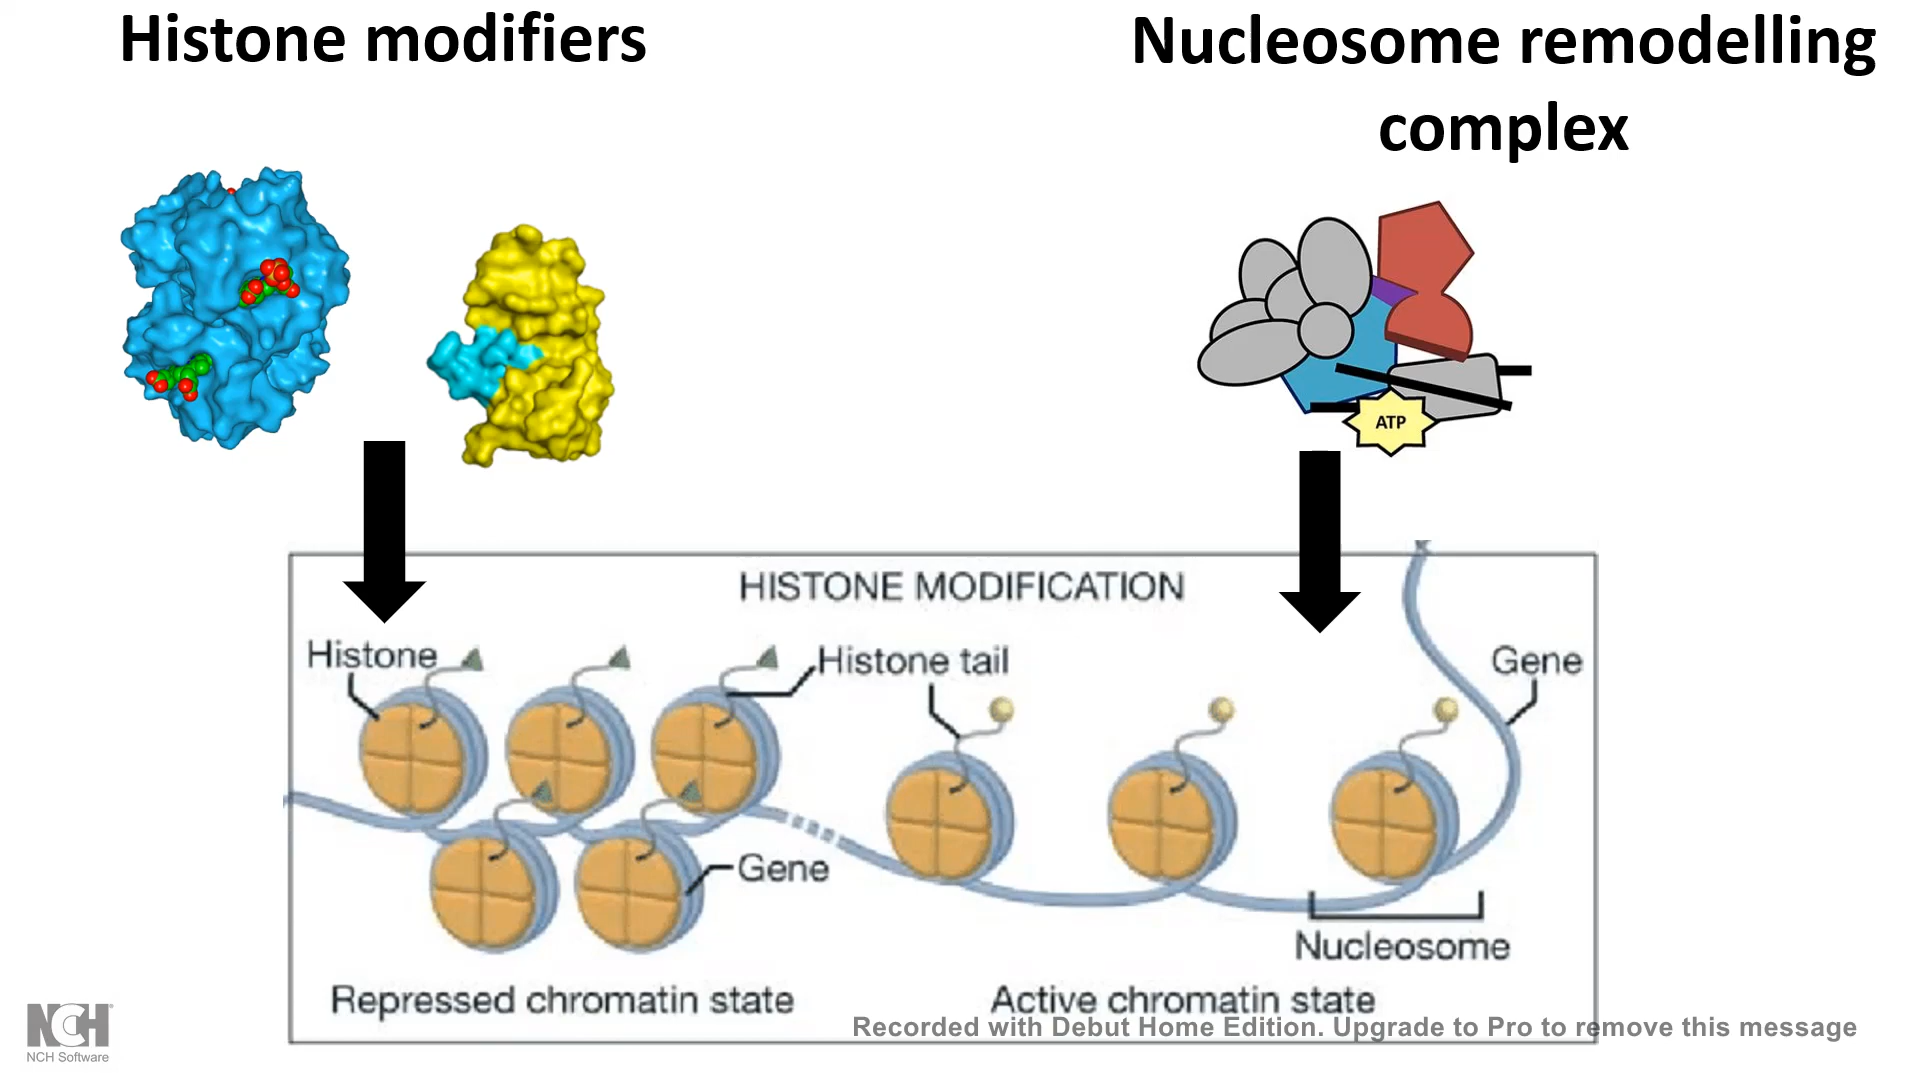 Histone modifiers
Nucleosome remodelling
complex
ATP
HISTONE MODIFICATION
Histone
Histone tail
Gene
Gene
Nucleosome
Repressed chromatin state
Active chromatin state
Recorded with Debut Home Edition. Upgrade to Pro to remove this message
NCH
NCH Software